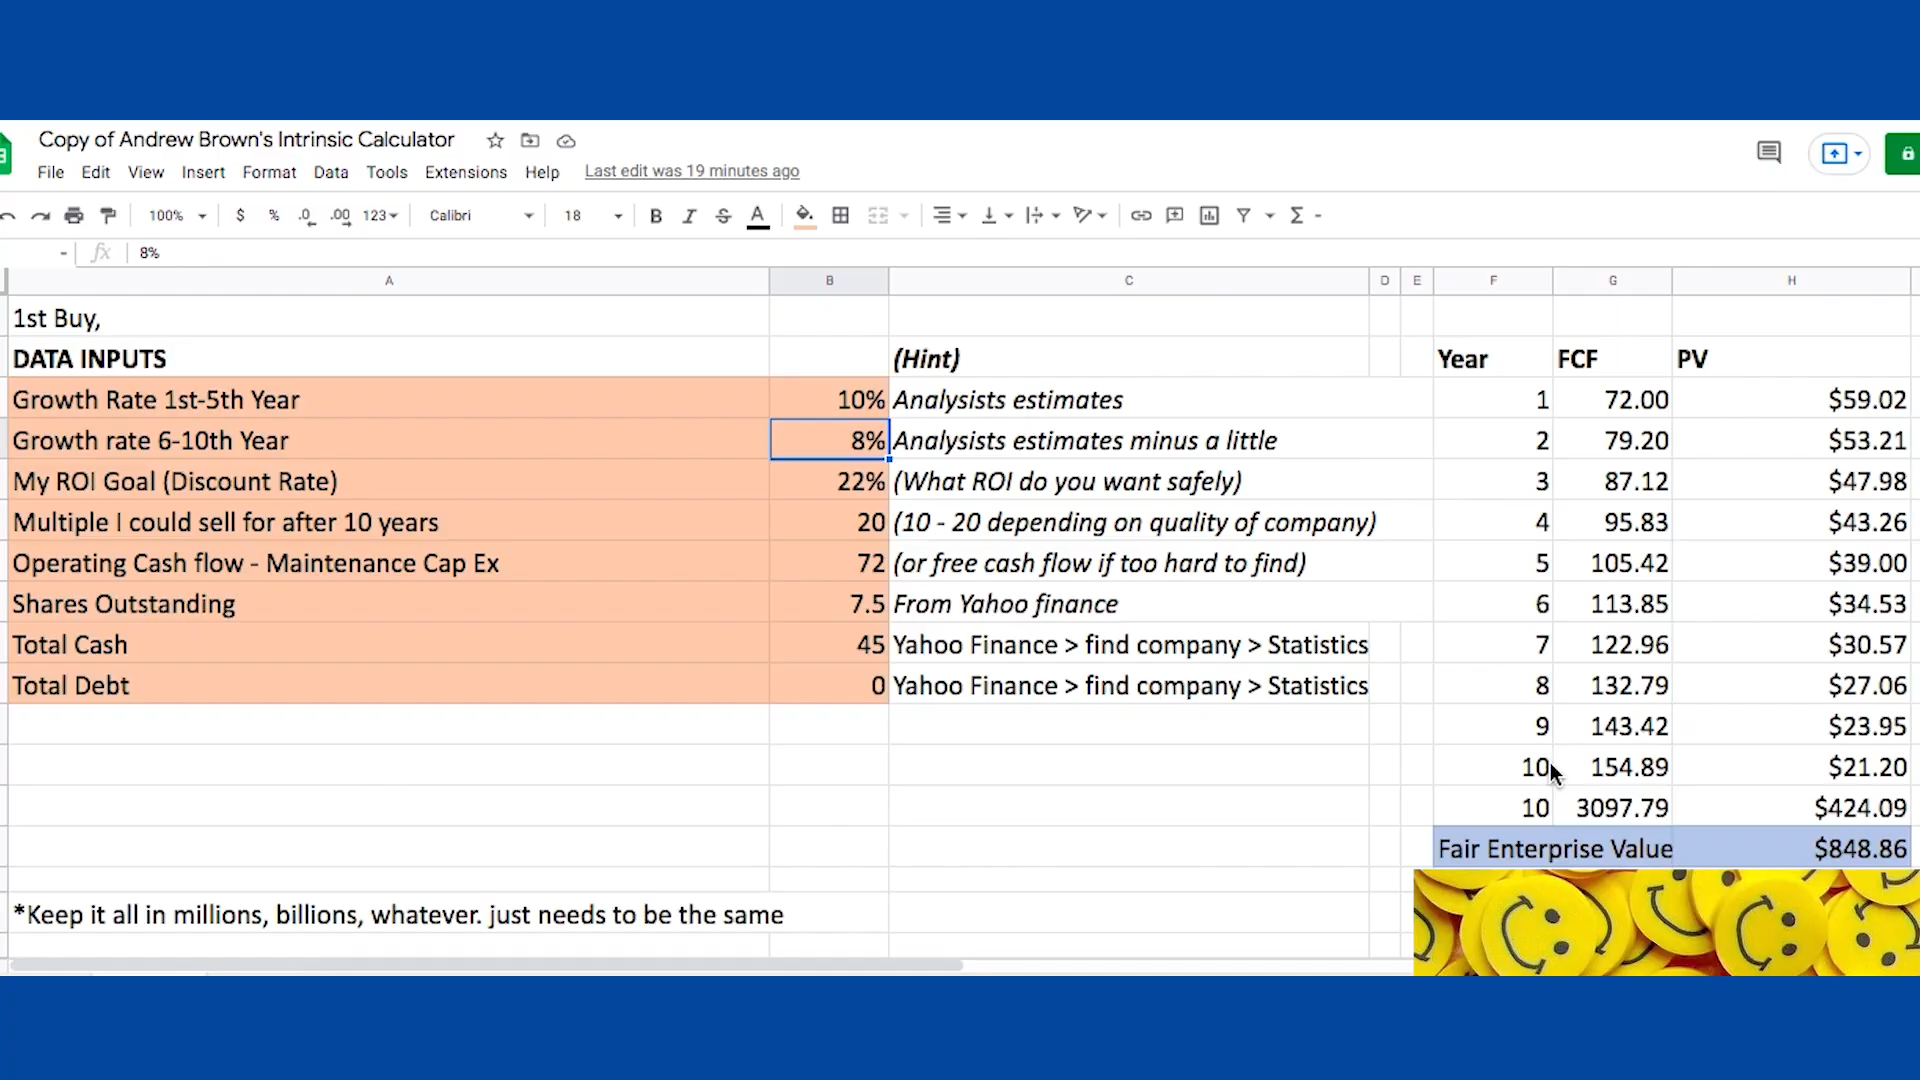 Copy of Andrew Brown's Intrinsic Calculator
File Edit View Insert Format Data Tools Extensions Help Last edit was 19 minutes ago
100% $ % .0 .00 123 Calibri 18 B I S A Σ
fx 8%
A B C D E F G H
1st Buy,
DATA INPUTS (Hint) Year FCF PV
Growth Rate 1st-5th Year 10% Analysists estimates 1 72.00 $59.02
Growth rate 6-10th Year 8% Analysists estimates minus a little 2 79.20 $53.21
My ROI Goal (Discount Rate) 22% (What ROI do you want safely) 3 87.12 $47.98
Multiple I could sell for after 10 years 20 (10 - 20 depending on quality of company) 4 95.83 $43.26
Operating Cash flow - Maintenance Cap Ex 72 (or free cash flow if too hard to find) 5 105.42 $39.00
Shares Outstanding 7.5 From Yahoo finance 6 113.85 $34.53
Total Cash 45 Yahoo Finance > find company > Statistics 7 122.96 $30.57
Total Debt 0 Yahoo Finance > find company > Statistics 8 132.79 $27.06
9 143.42 $23.95
10 154.89 $21.20
10 3097.79 $424.09
Fair Enterprise Value $848.86
*Keep it all in millions, billions, whatever. just needs to be the same